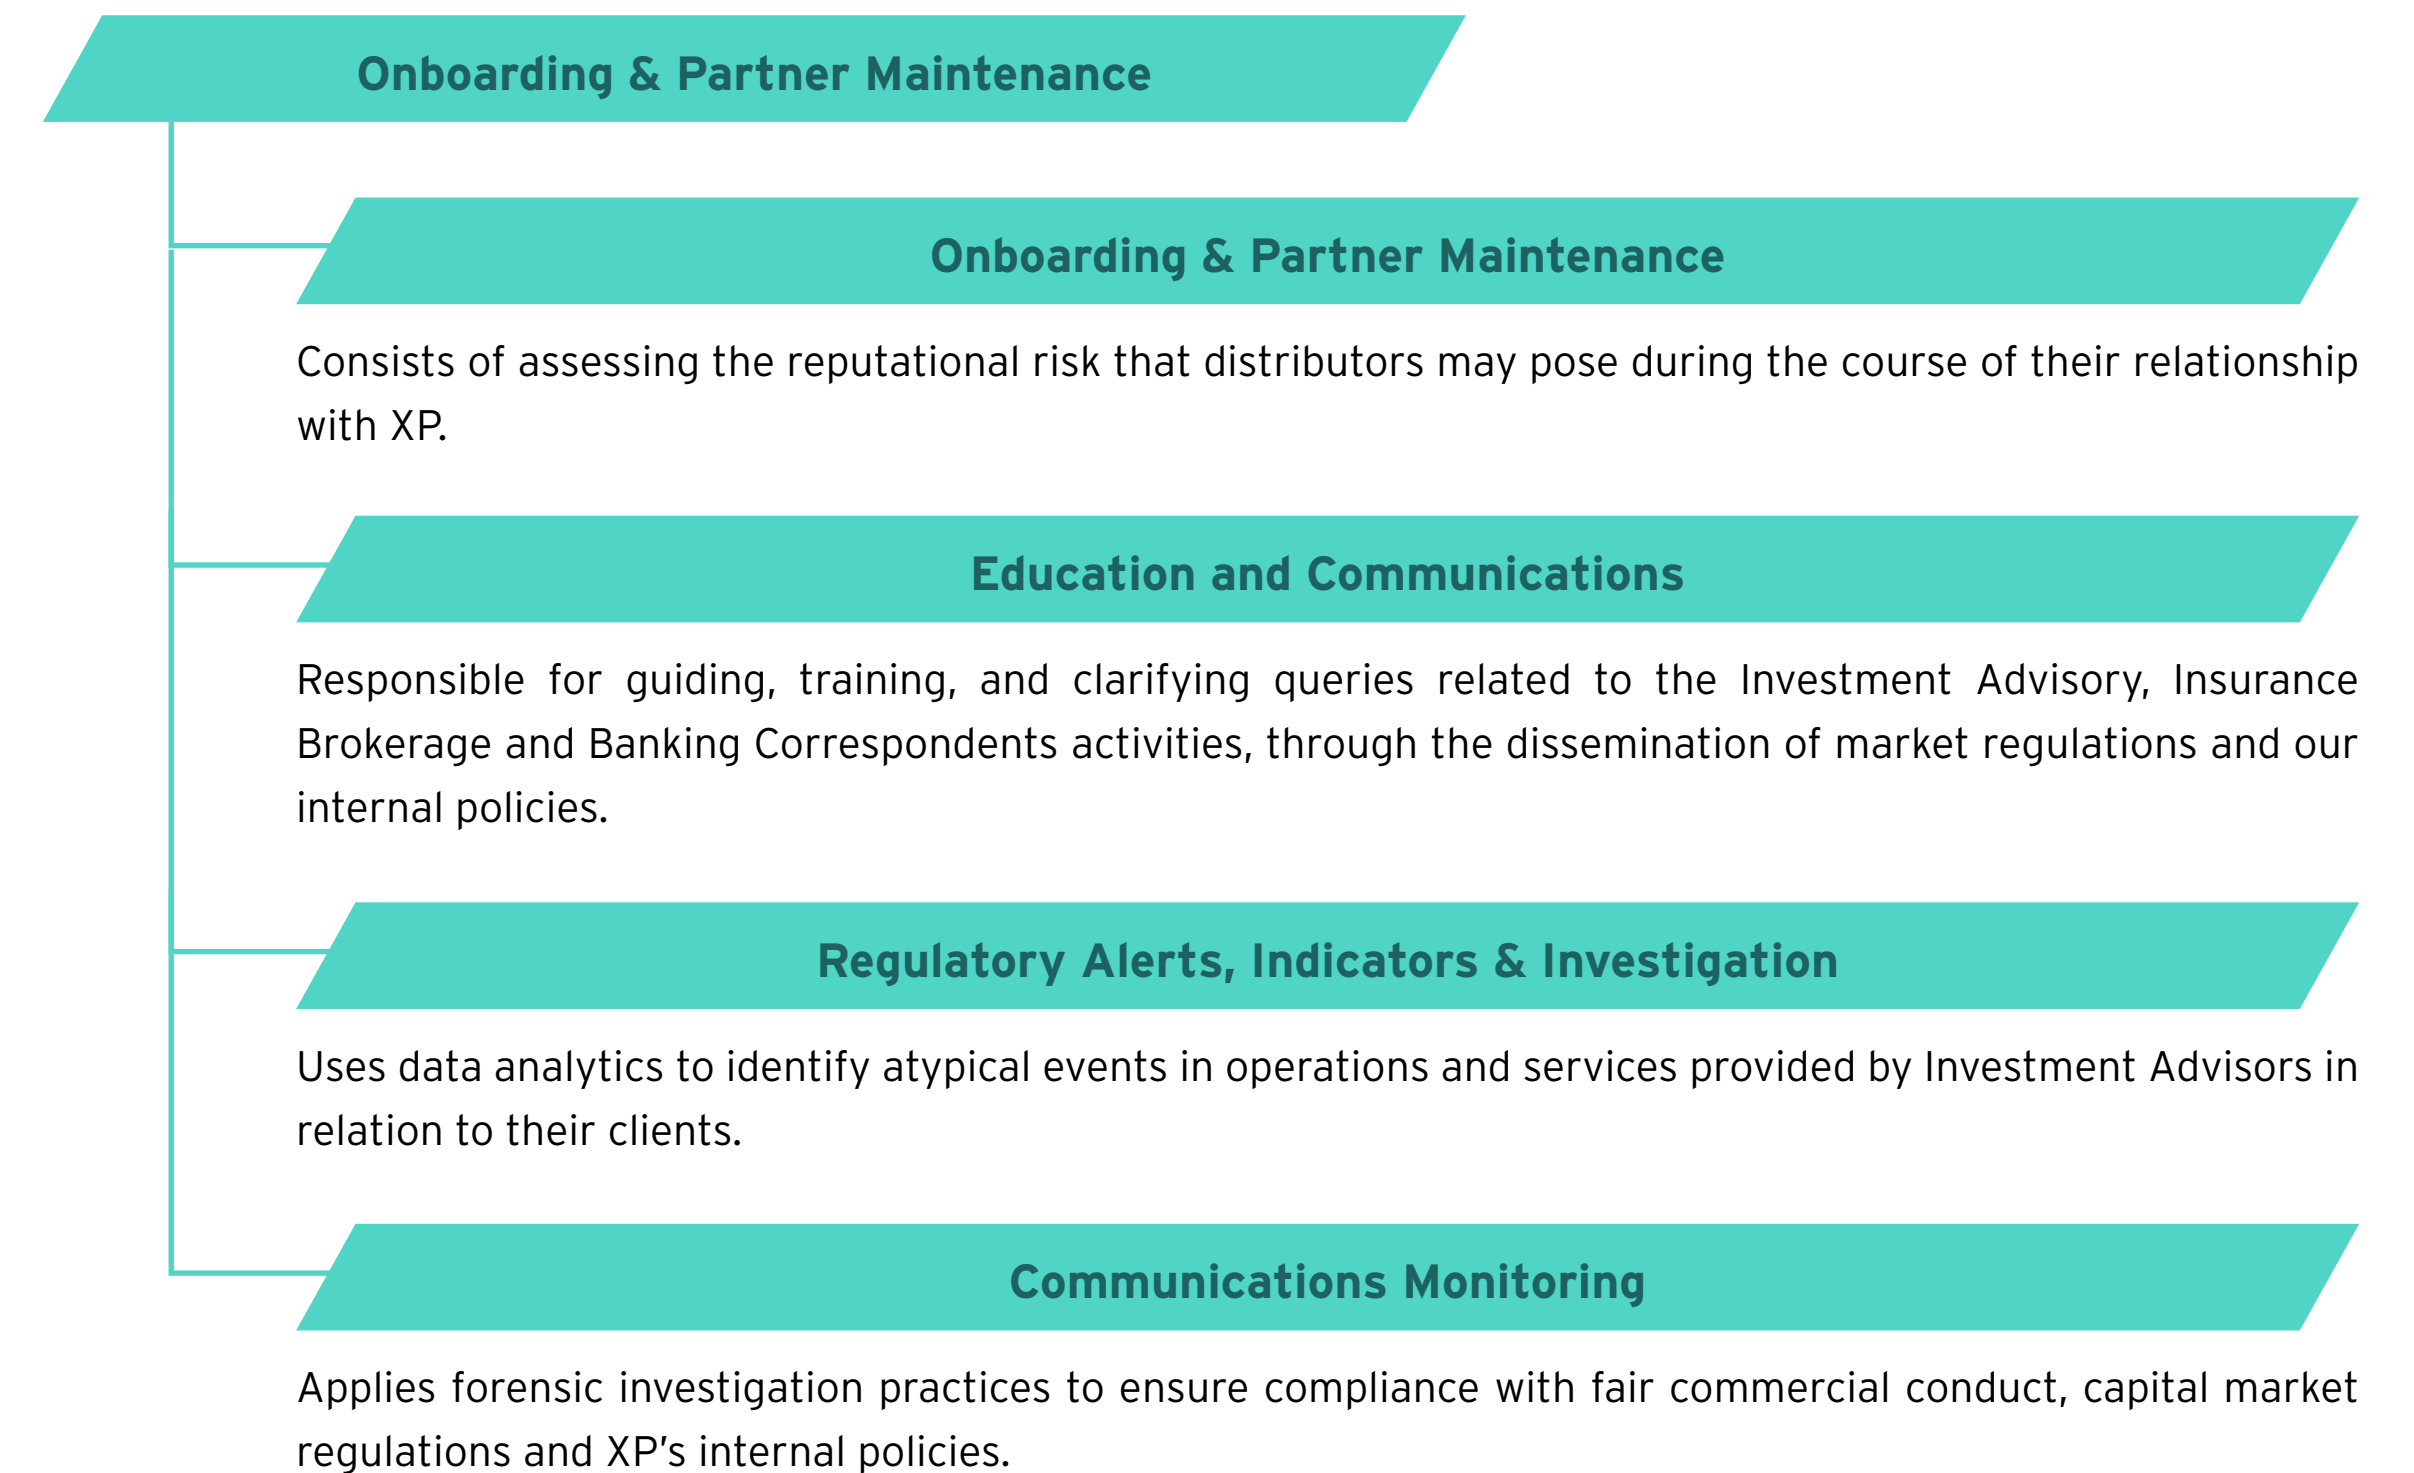 Onboarding & Partner Maintenance
Onboarding & Partner Maintenance
Consists of assessing the reputational risk that distributors may pose during the course of their relationship
with XP.
Education and Communications
Responsible for guiding, training, and clarifying queries related to the Investment Advisory, Insurance
Brokerage and Banking Correspondents activities, through the dissemination of market regulations and our
internal policies.
Regulatory Alerts, Indicators & Investigation
Uses data analytics to identify atypical events in operations and services provided by Investment Advisors in
relation to their clients.
Communications Monitoring
Applies forensic investigation practices to ensure compliance with fair commercial conduct, capital market
regulations and XP’s internal policies.